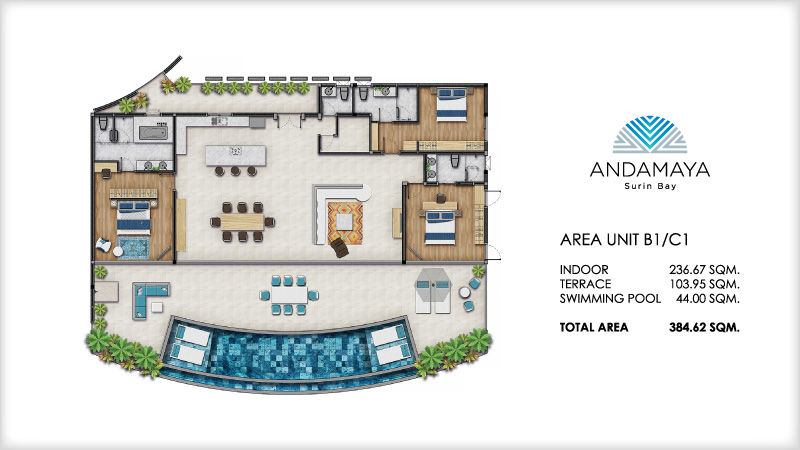 ANDAMAYA
Surin Bay
AREA UNIT B1/C1
INDOOR 236.67 SQM.
TERRACE 103.95 SQM.
SWIMMING POOL 44.00 SQM.
TOTAL AREA 384.62 SQM.